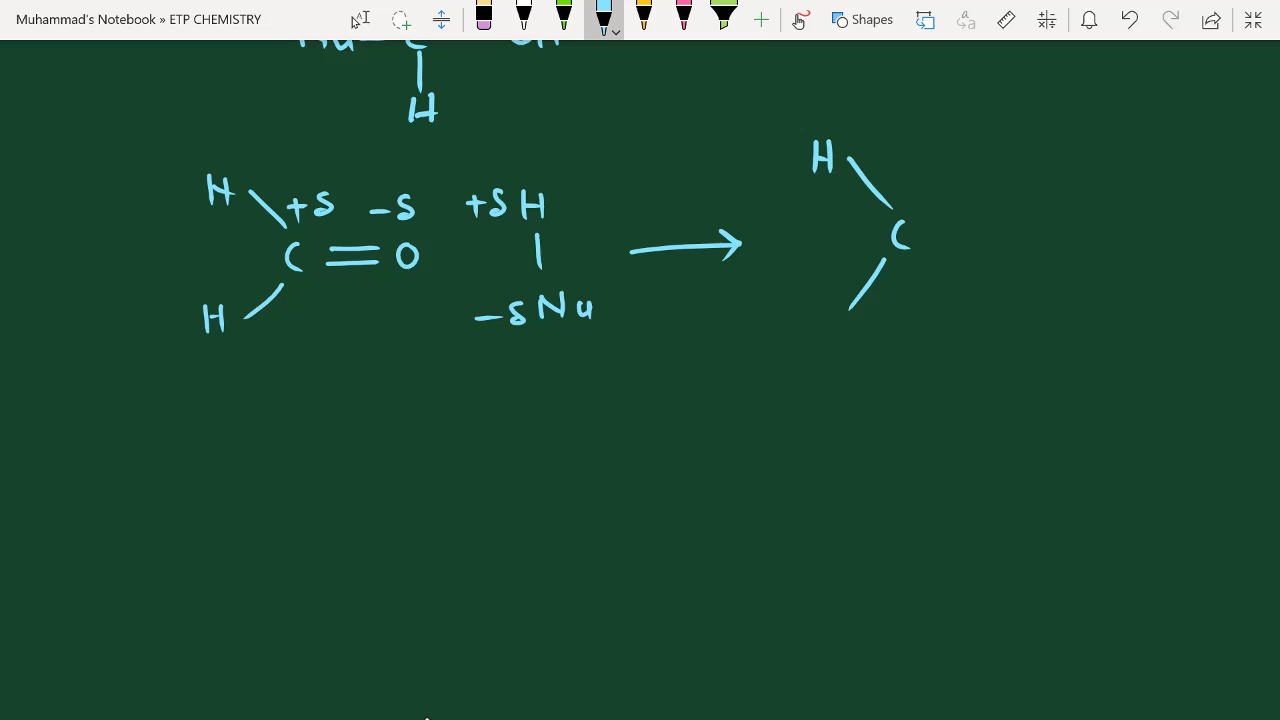 Muhammad's Notebook » ETP CHEMISTRY
Shapes
H
H +δ -δ +δ H
C = O
H -δ Nu
H
C